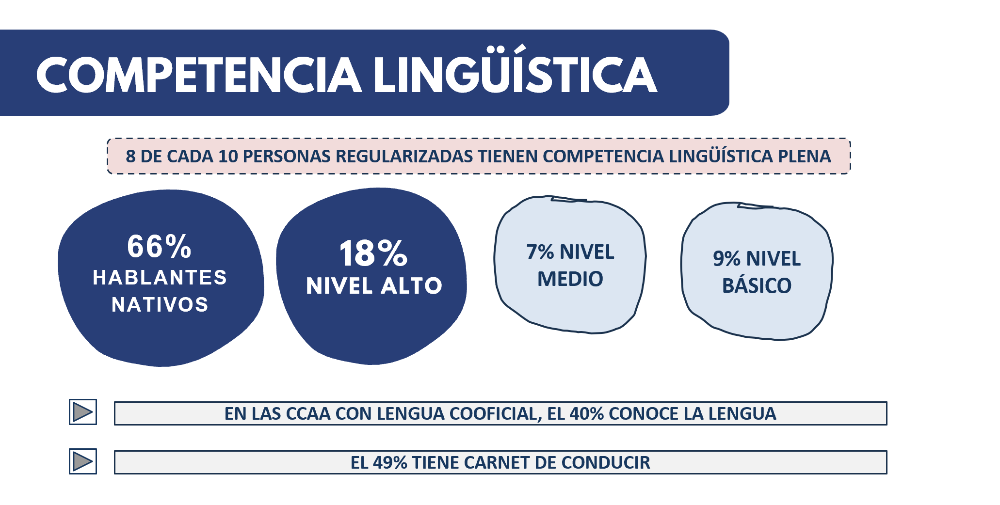 COMPETENCIA LINGÜÍSTICA
8 DE CADA 10 PERSONAS REGULARIZADAS TIENEN COMPETENCIA LINGÜÍSTICA PLENA
66%
HABLANTES
NATIVOS
18%
NIVEL ALTO
7% NIVEL
MEDIO
9% NIVEL
BÁSICO
EN LAS CCAA CON LENGUA COOFICIAL, EL 40% CONOCE LA LENGUA
EL 49% TIENE CARNET DE CONDUCIR